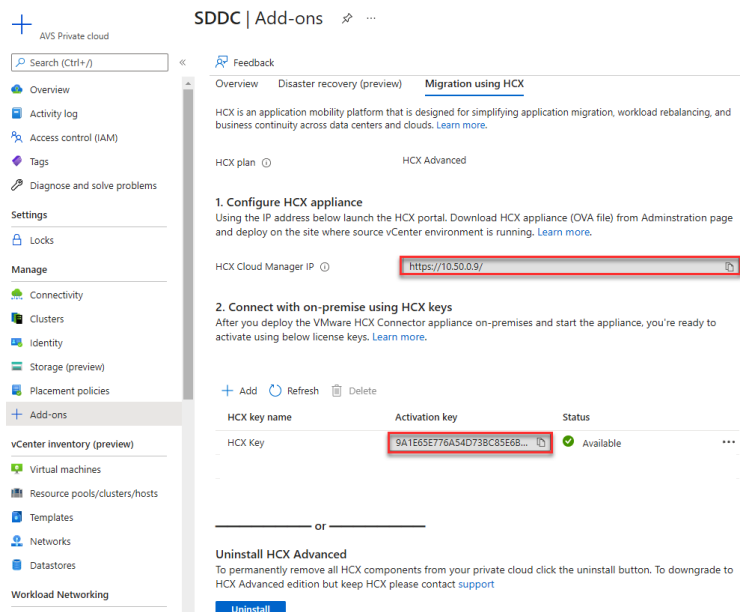 SDDC | Add-ons
AVS Private cloud
Search (Ctrl+/)
Overview
Activity log
Access control (IAM)
Tags
Diagnose and solve problems
Settings
Locks
Manage
Connectivity
Clusters
Identity
Storage (preview)
Placement policies
Add-ons
vCenter inventory (preview)
Virtual machines
Resource pools/clusters/hosts
Templates
Networks
Datastores
Workload Networking
Feedback
Overview Disaster recovery (preview) Migration using HCX
HCX is an application mobility platform that is designed for simplifying application migration, workload rebalancing, and
business continuity across data centers and clouds. Learn more.
HCX plan HCX Advanced
1. Configure HCX appliance
Using the IP address below launch the HCX portal. Download HCX appliance (OVA file) from Adminstration page
and deploy on the site where source vCenter environment is running. Learn more.
HCX Cloud Manager IP https://10.50.0.9/
2. Connect with on-premise using HCX keys
After you deploy the VMware HCX Connector appliance on-premises and start the appliance, you're ready to
activate using below license keys. Learn more.
Add Refresh Delete
HCX key name Activation key Status
HCX Key 9A1E65E776A54D73BC85E6B... Available
or
Uninstall HCX Advanced
To permanently remove all HCX components from your private cloud click the uninstall button. To downgrade to
HCX Advanced edition but keep HCX please contact support
Uninstall